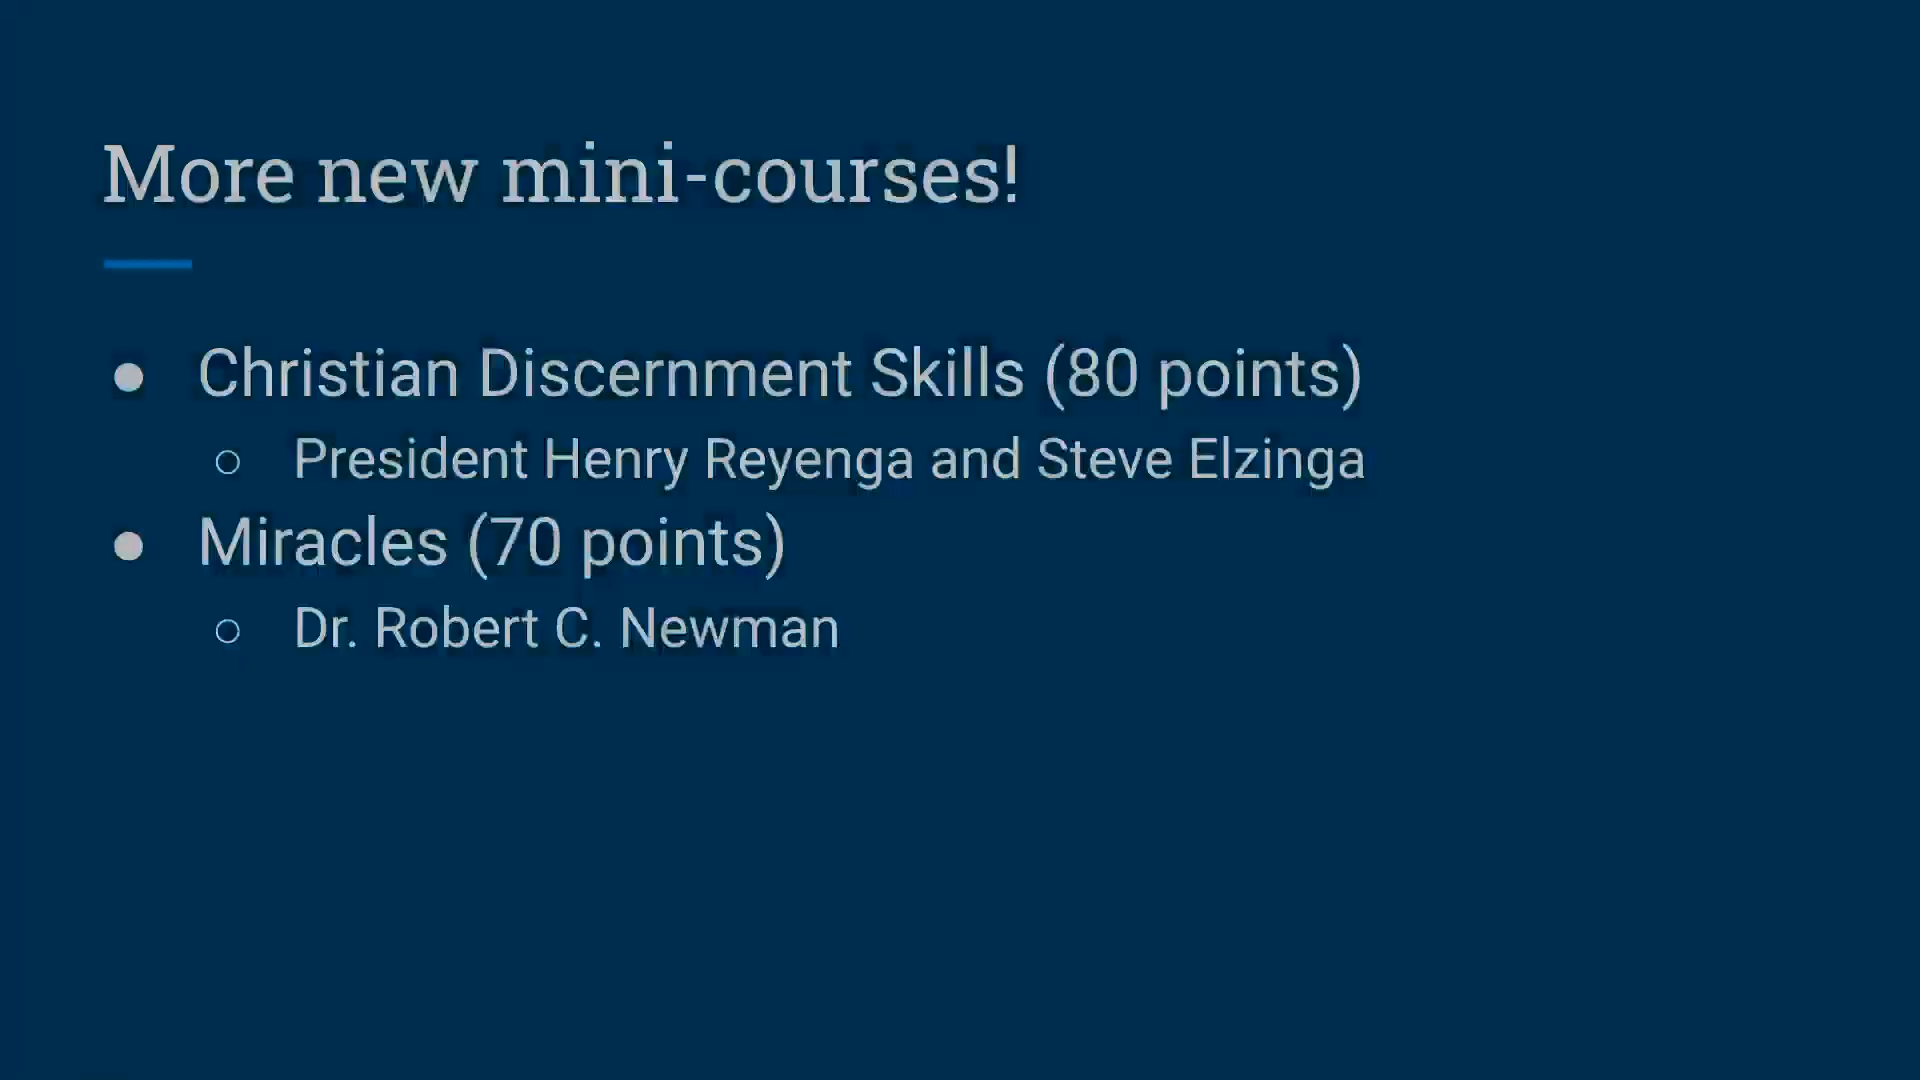 More new mini-courses!
● Christian Discernment Skills (80 points)
○ President Henry Reyenga and Steve Elzinga
● Miracles (70 points)
○ Dr. Robert C. Newman